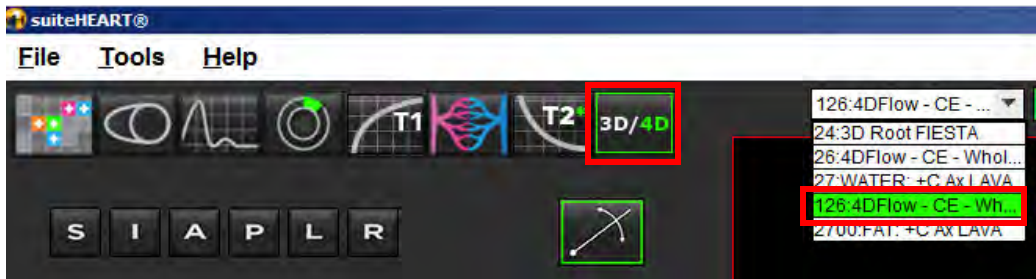 suiteHEART®
File Tools Help
T1 T2* 3D/4D
126:4DFlow - CE - ...
24:3D Root FIESTA
26:4DFlow - CE - Whol...
27:WATER: +C Ax LAVA
126:4DFlow - CE - Wh...
2700:FAT: +C Ax LAVA
S I A P L R